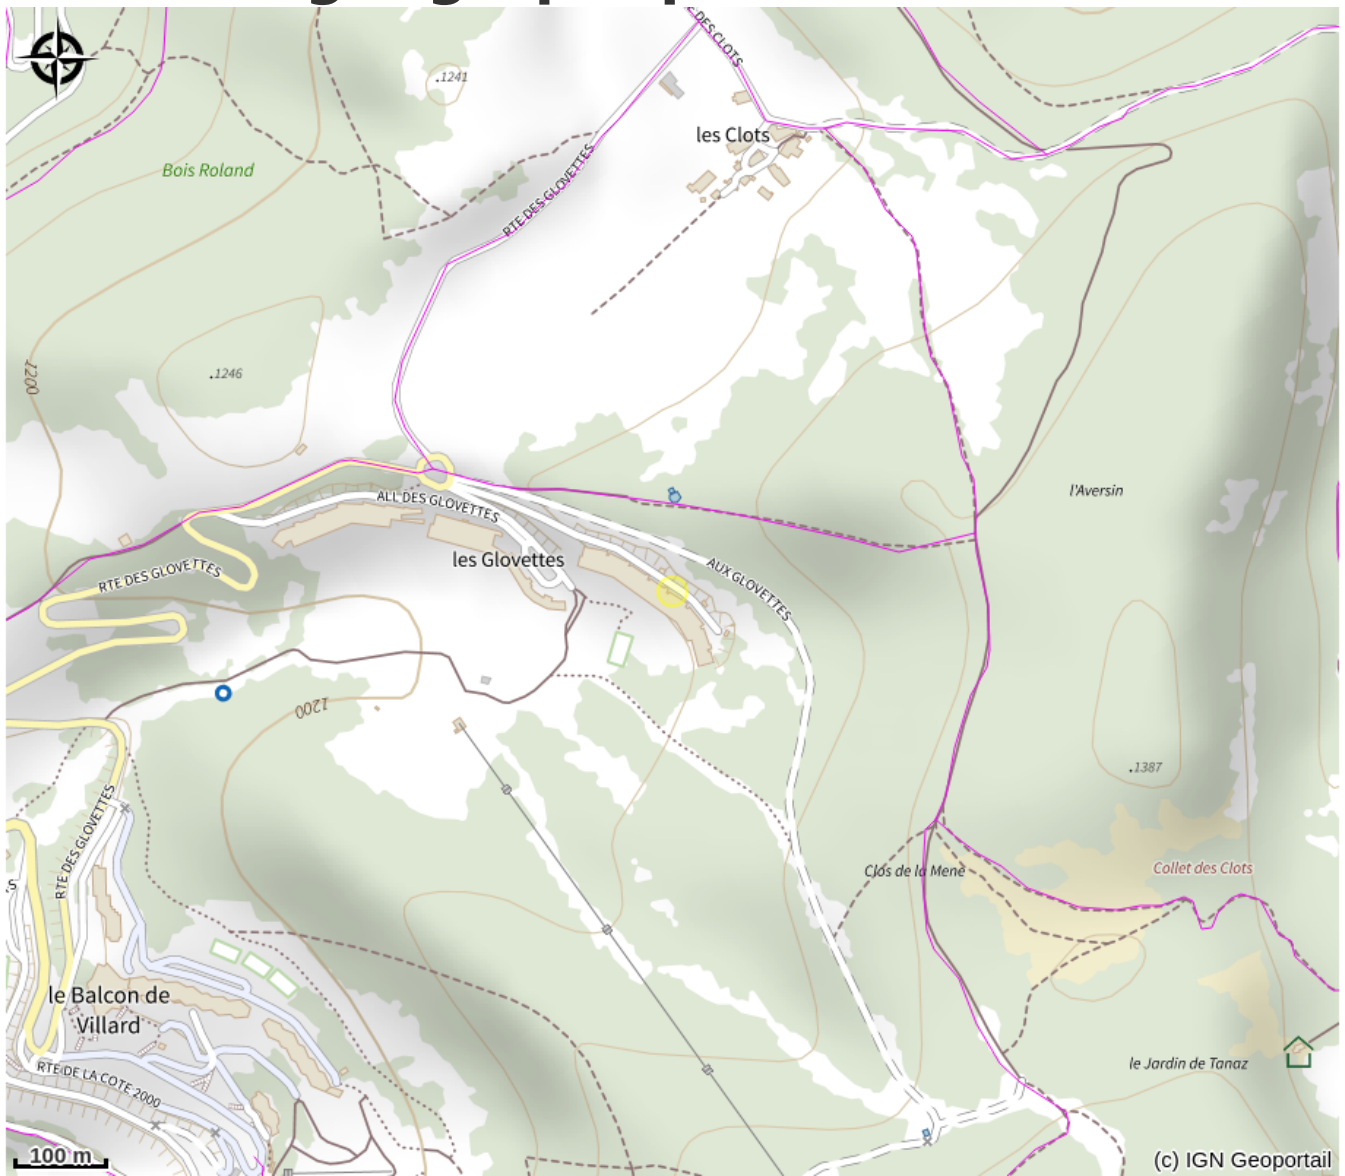 E DES CLOTS
.1241
les Clots
Bois Roland
RTE DES GLOVETTES
1200
.1246
ALL DES GLOVETTES
l'Aversin
les Glovettes
AUX GLOVETTES
RTE DES GLOVETTES
1200
.1387
RTE DES GLOVETTES
Clos de la Mene
Collet des Clots
le Balcon de
Villard
le Jardin de Tanaz
RTE DE LA COTE 2000
100 m
(c) IGN Geoportail